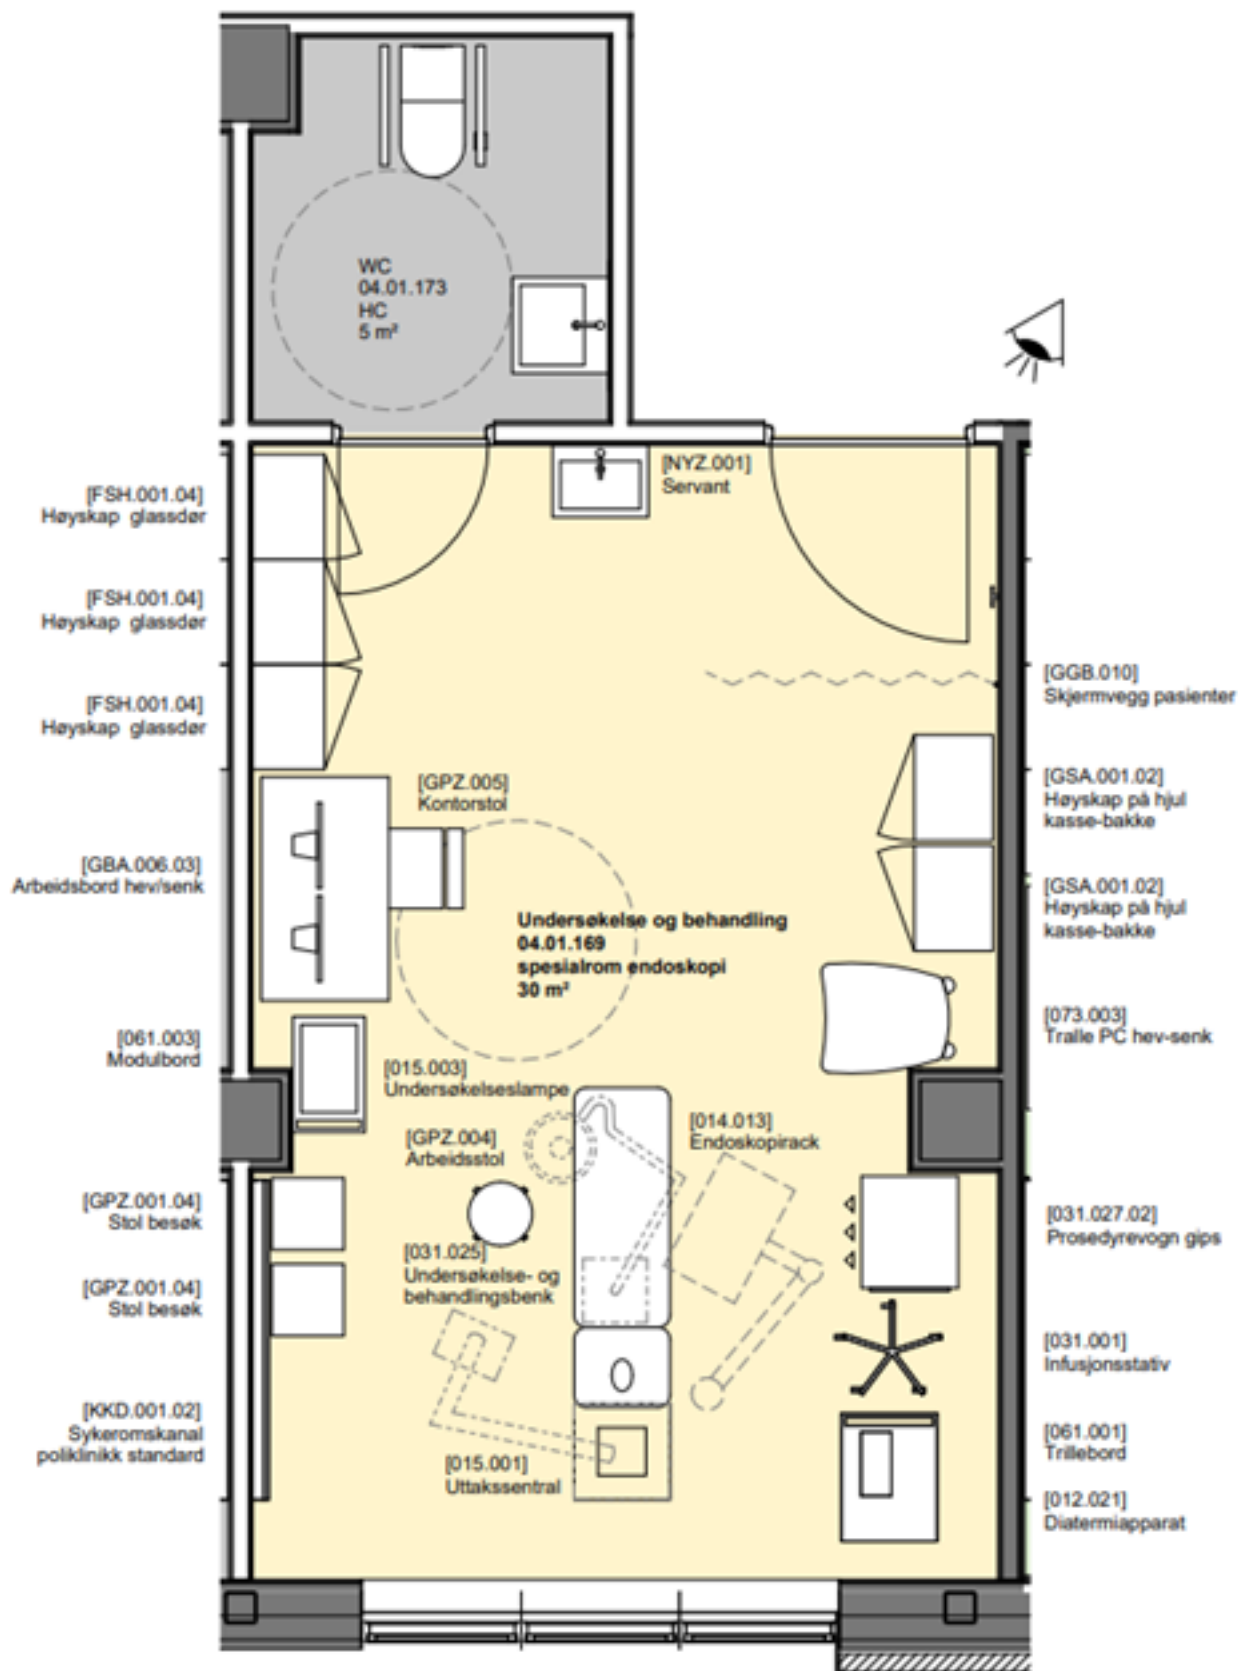 WC
04.01.173
HC
5 m²
[NYZ.001]
Servant
[FSH.001.04]
Høyskap glassdør
[FSH.001.04]
Høyskap glassdør
[FSH.001.04]
Høyskap glassdør
[GGB.010]
Skjermvegg pasienter
[GSA.001.02]
Høyskap på hjul
kasse-bakke
[GPZ.005]
Kontorstol
[GBA.006.03]
Arbeidsbord hev/senk
[GSA.001.02]
Høyskap på hjul
kasse-bakke
Undersøkelse og behandling
04.01.169
spesialrom endoskopi
30 m²
[073.003]
Tralle PC hev-senk
[061.003]
Modulbord
[015.003]
Undersøkelseslampe
[014.013]
Endoskopirack
[GPZ.004]
Arbeidsstol
[GPZ.001.04]
Stol besøk
[031.027.02]
Prosedyrevogn gips
[031.025]
Undersøkelse- og
behandlingsbenk
[GPZ.001.04]
Stol besøk
[031.001]
Infusjonsstativ
[KKD.001.02]
Sykeromskanal
poliklinikk standard
[061.001]
Trillebord
[015.001]
Uttakssentral
[012.021]
Diatermiapparat